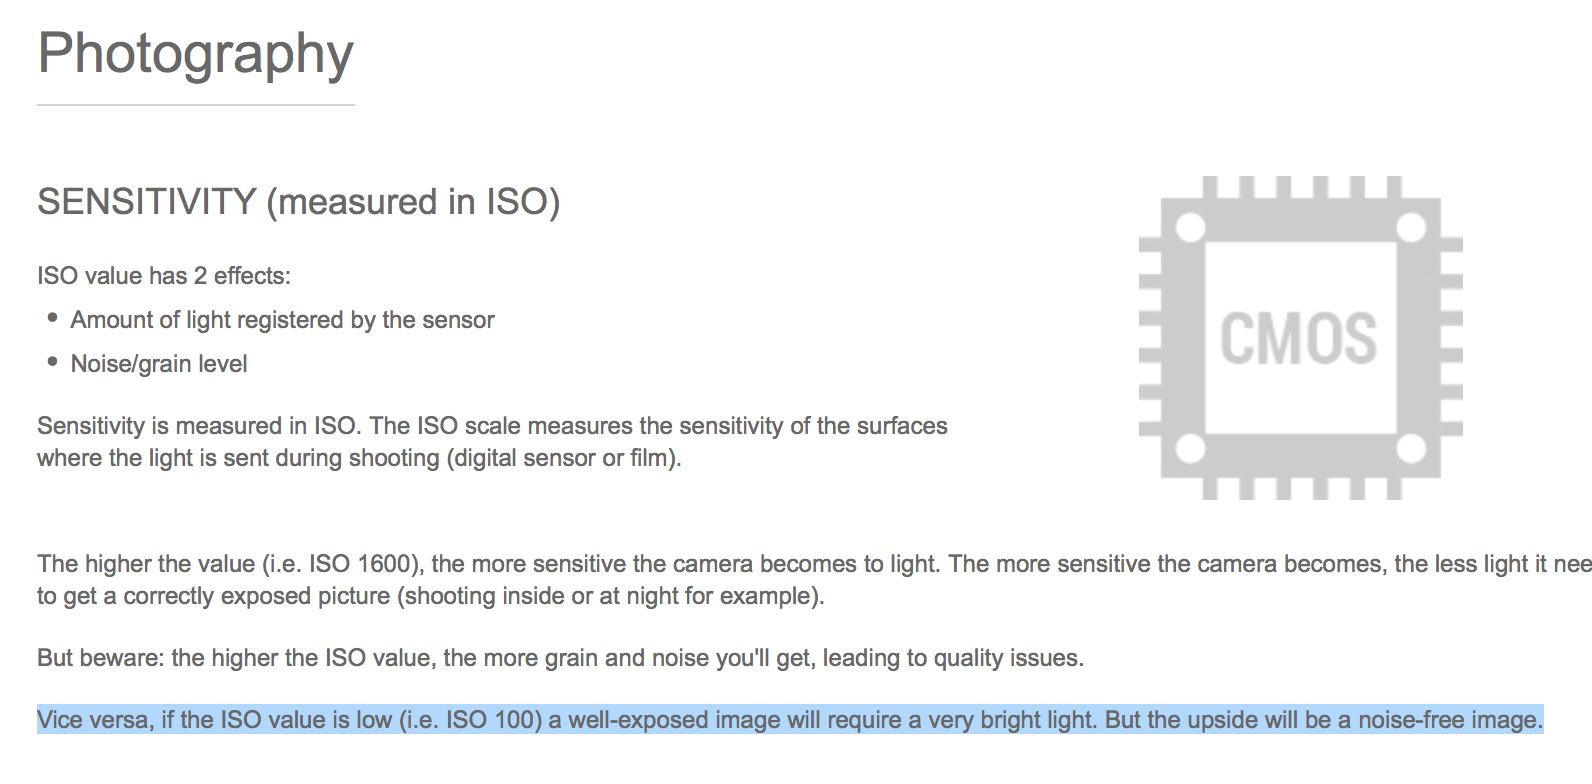 Photography
SENSITIVITY (measured in ISO)
ISO value has 2 effects:
• Amount of light registered by the sensor
• Noise/grain level
CMOS
Sensitivity is measured in ISO. The ISO scale measures the sensitivity of the surfaces
where the light is sent during shooting (digital sensor or film).
The higher the value (i.e. ISO 1600), the more sensitive the camera becomes to light. The more sensitive the camera becomes, the less light it nee
to get a correctly exposed picture (shooting inside or at night for example).
But beware: the higher the ISO value, the more grain and noise you'll get, leading to quality issues.
Vice versa, if the ISO value is low (i.e. ISO 100) a well-exposed image will require a very bright light. But the upside will be a noise-free image.